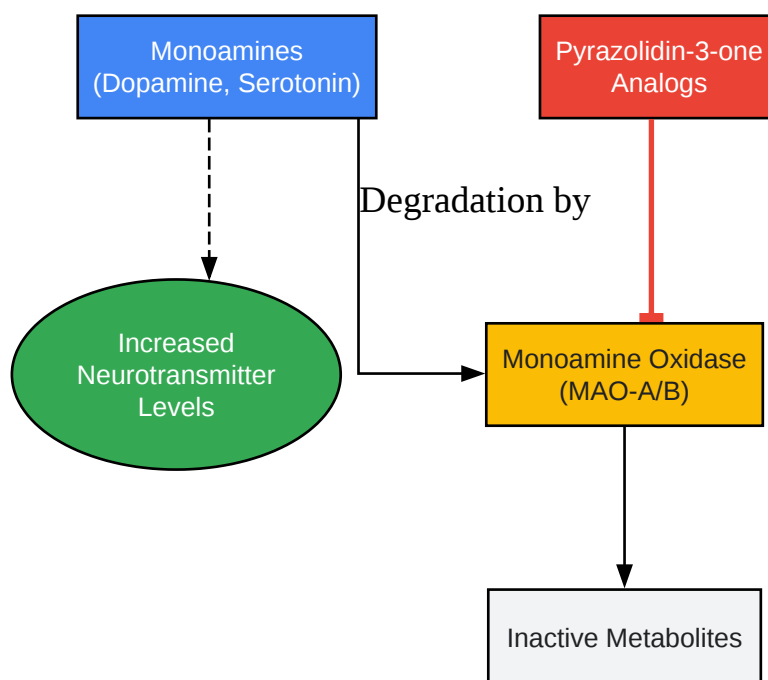 Monoamines
(Dopamine, Serotonin)
Pyrazolidin-3-one
Analogs
Degradation by
Increased
Neurotransmitter
Levels
Monoamine Oxidase
(MAO-A/B)
Inactive Metabolites